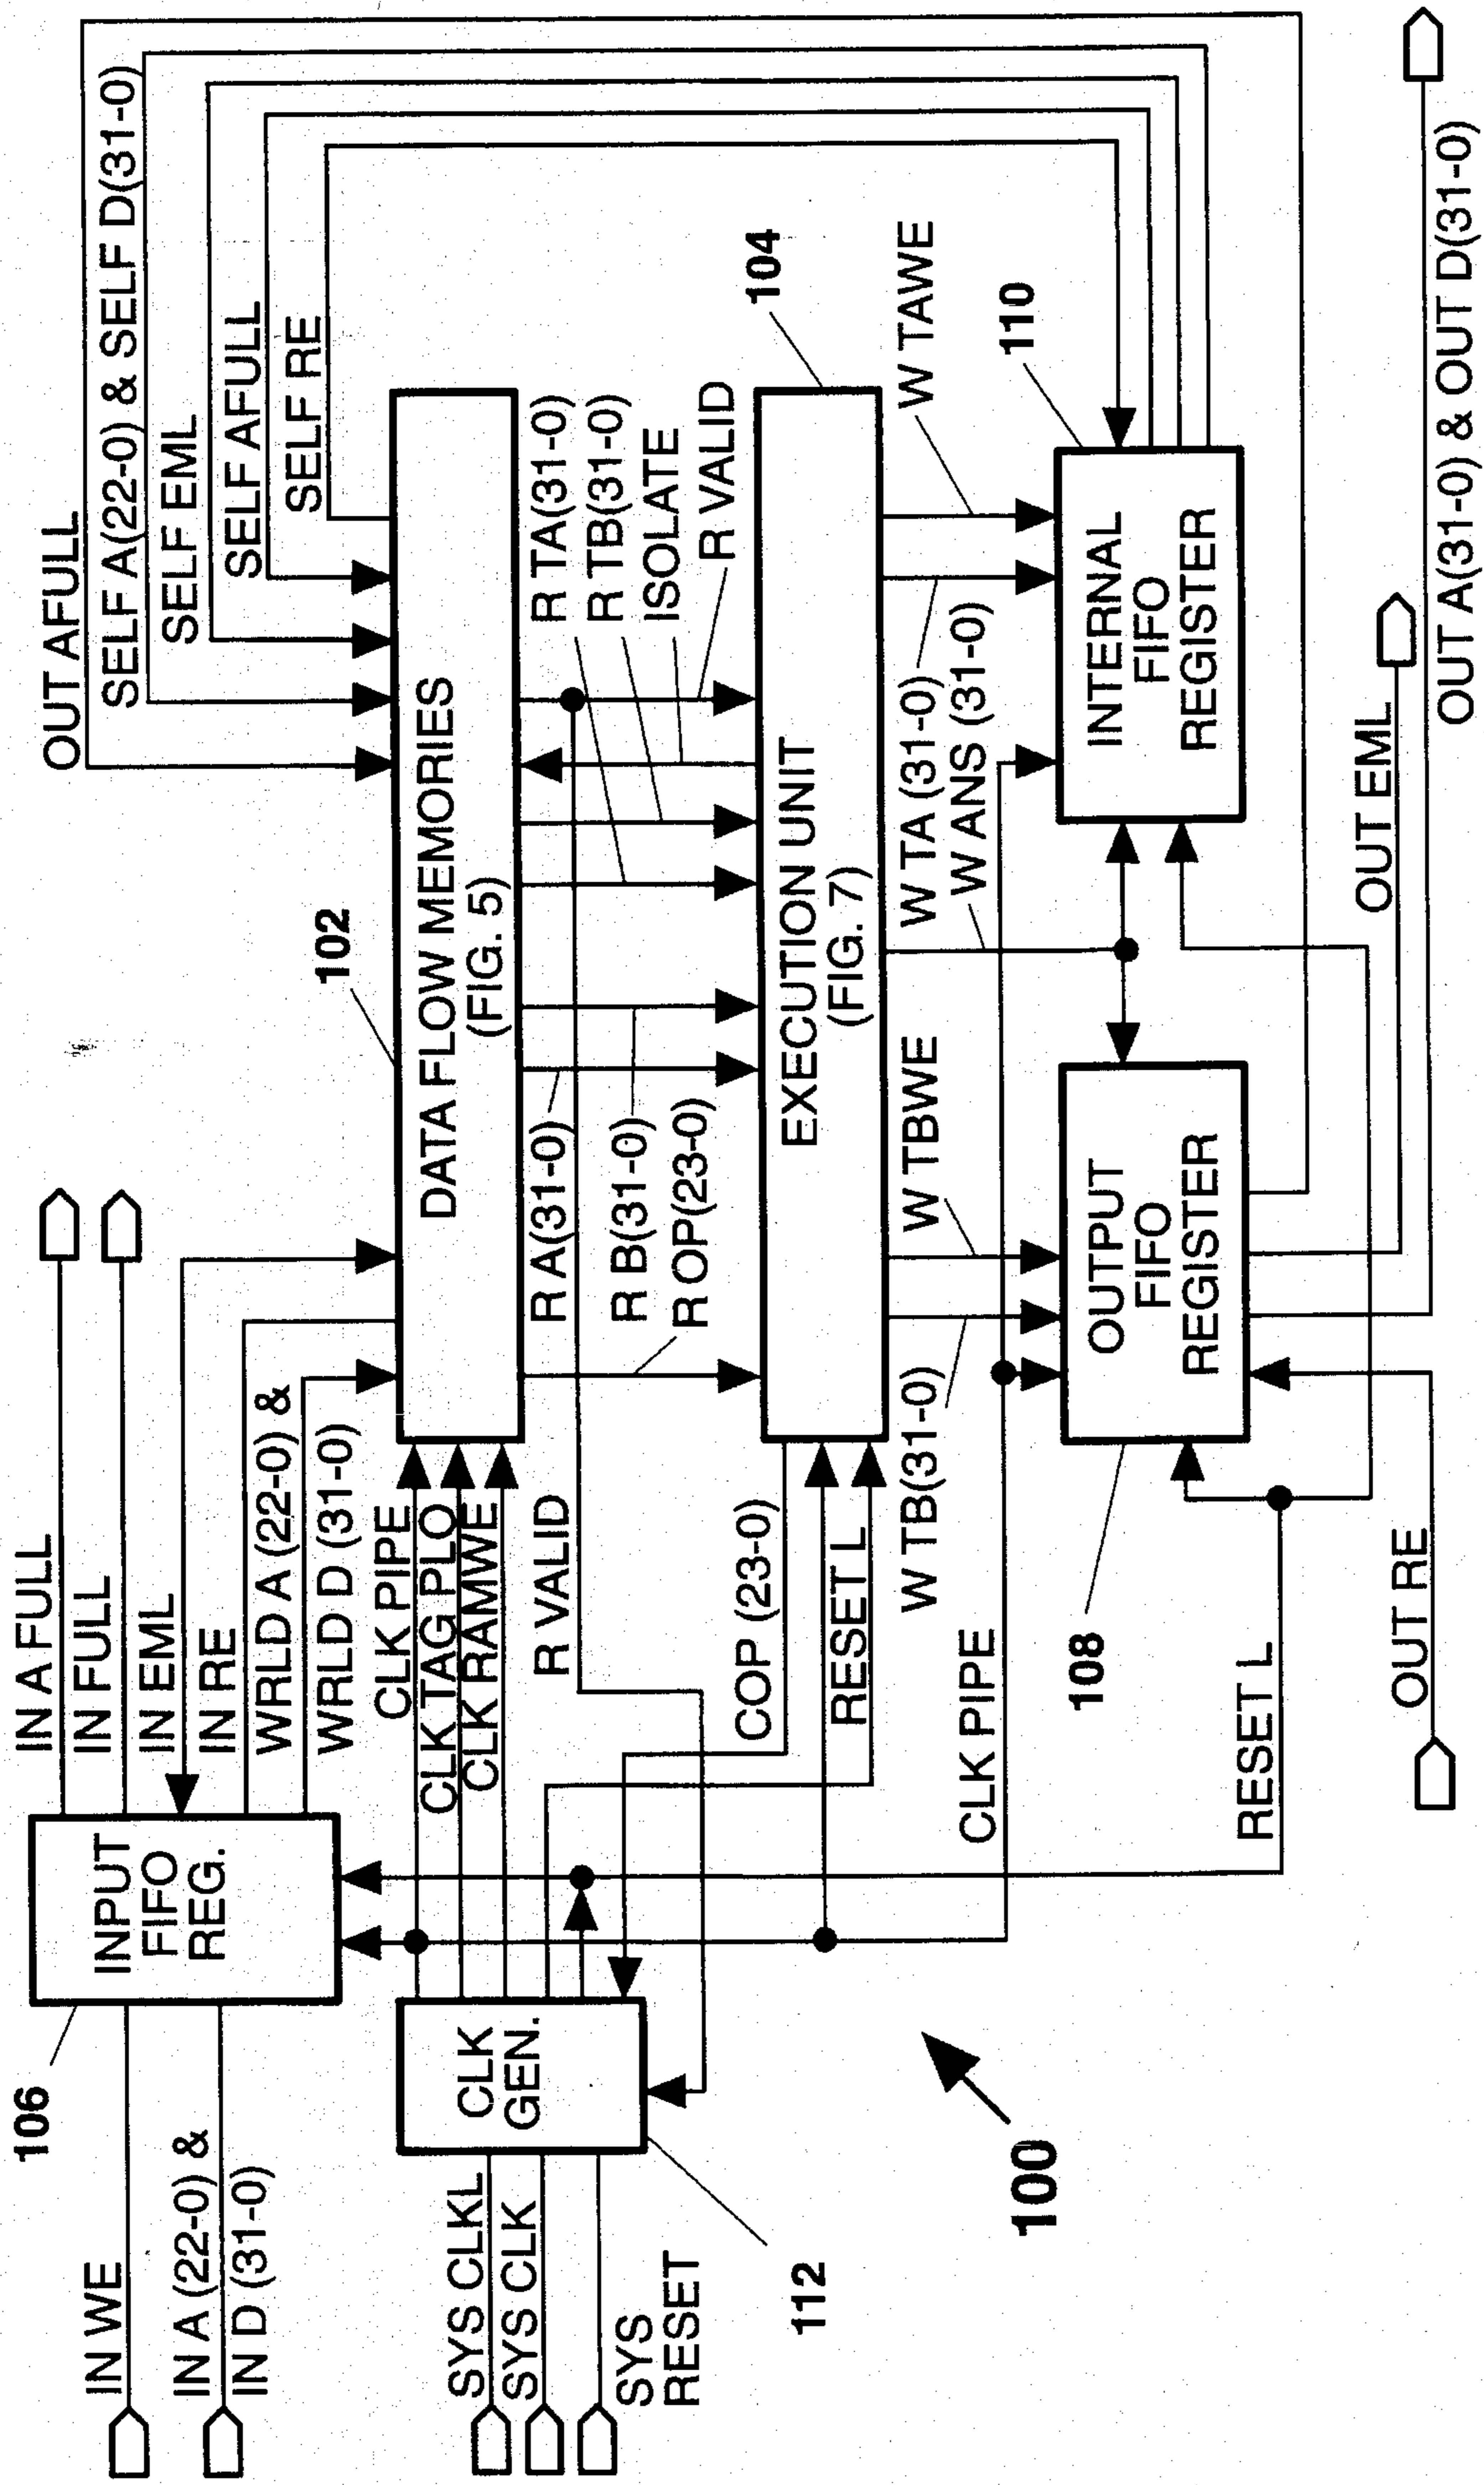 IN WE
IN A (22-0) &
IN D (31-0)
106
INPUT
FIFO
REG.
IN A FULL
IN FULL
IN EML
IN RE
WRLD A (22-0) &
WRLD D (31-0)
OUT AFULL
SELF A(22-0) & SELF D(31-0)
SELF EML
SELF AFULL
SELF RE
SYS CLKL
SYS CLK
SYS
RESET
CLK
GEN.
112
CLK PIPE
CLK TAG PLO
CLK RAMWE
R VALID
102
DATA FLOW MEMORIES
(FIG. 5)
R A(31-0)
R B(31-0)
R OP(23-0)
R TA(31-0)
R TB(31-0)
ISOLATE
R VALID
COP (23-0)
RESET L
104
EXECUTION UNIT
(FIG. 7)
W TB(31-0)
W TBWE
W TA (31-0)
W ANS (31-0)
W TAWE
CLK PIPE
108
OUTPUT
FIFO
REGISTER
110
INTERNAL
FIFO
REGISTER
RESET L
OUT RE
OUT EML
OUT A(31-0) & OUT D(31-0)
100